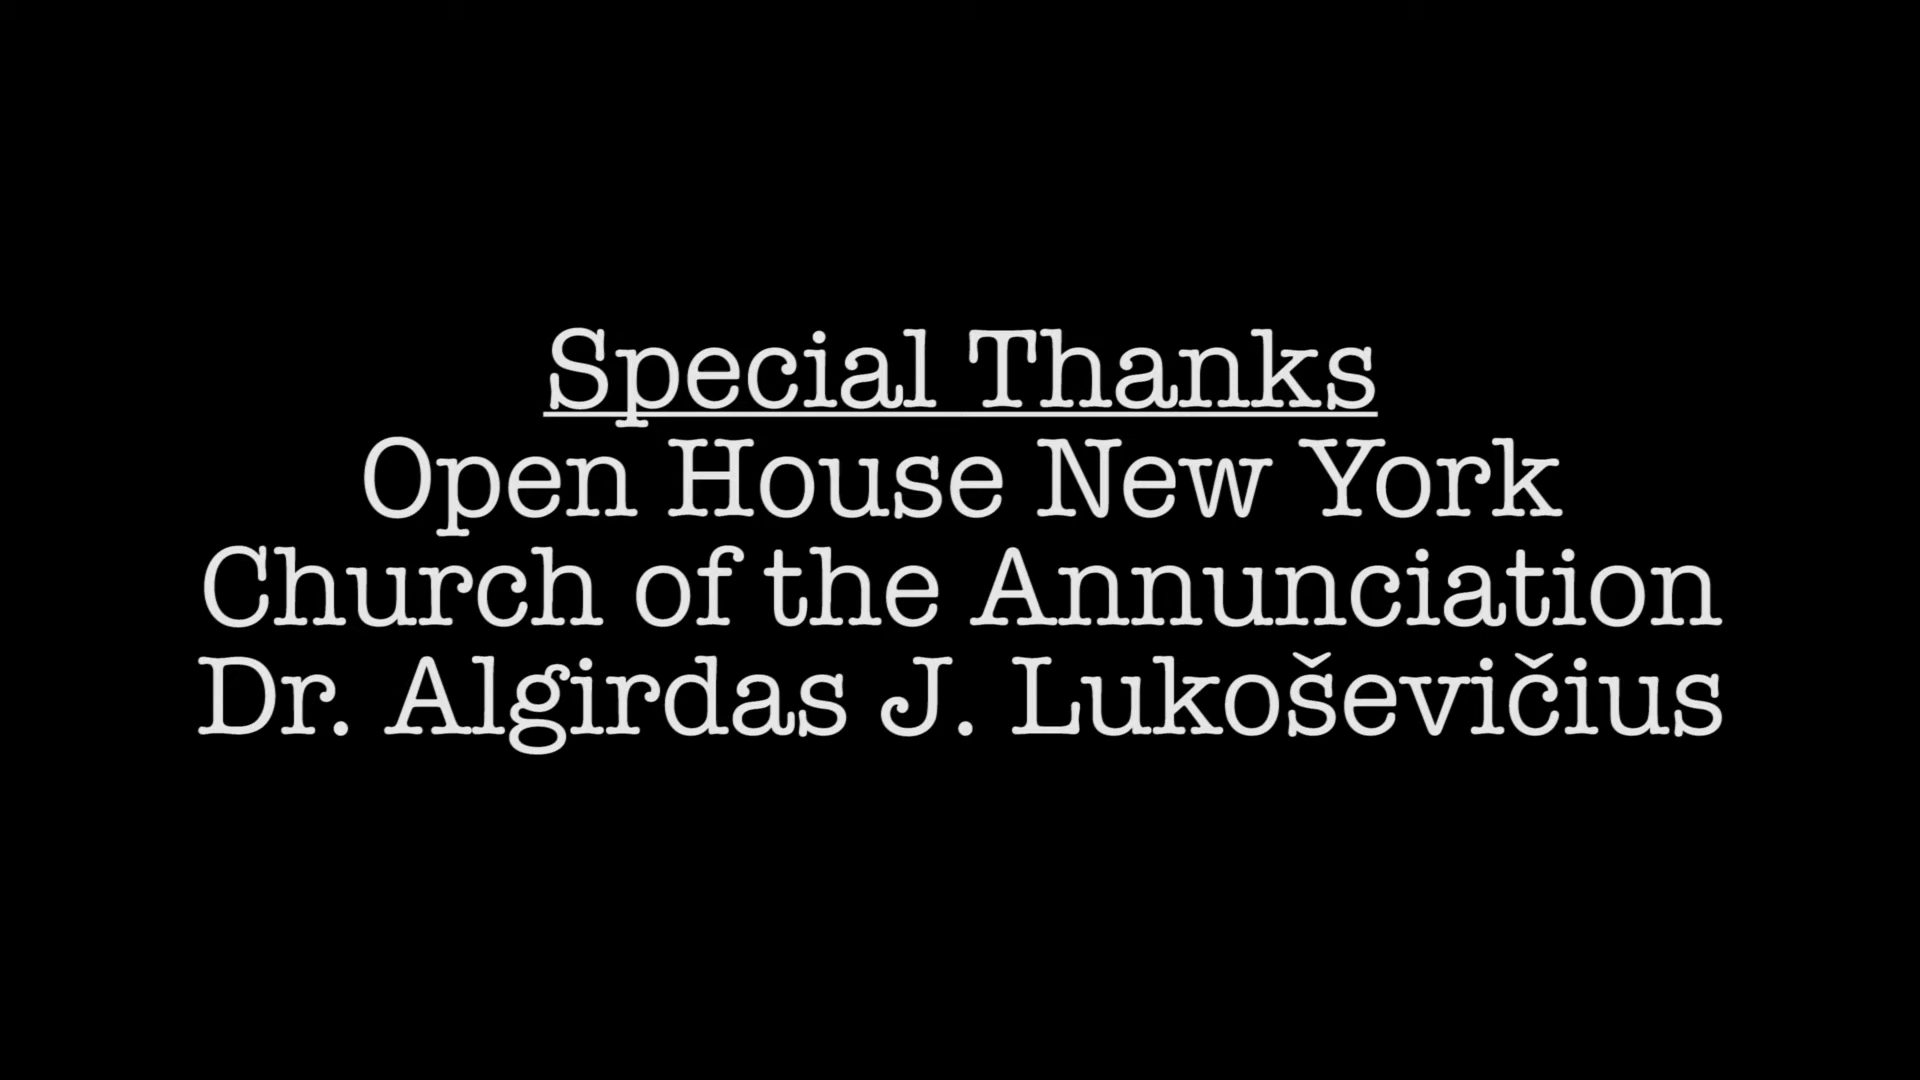 Special Thanks
Open House New York
Church of the Annunciation
Dr. Algirdas J. Lukoševičius